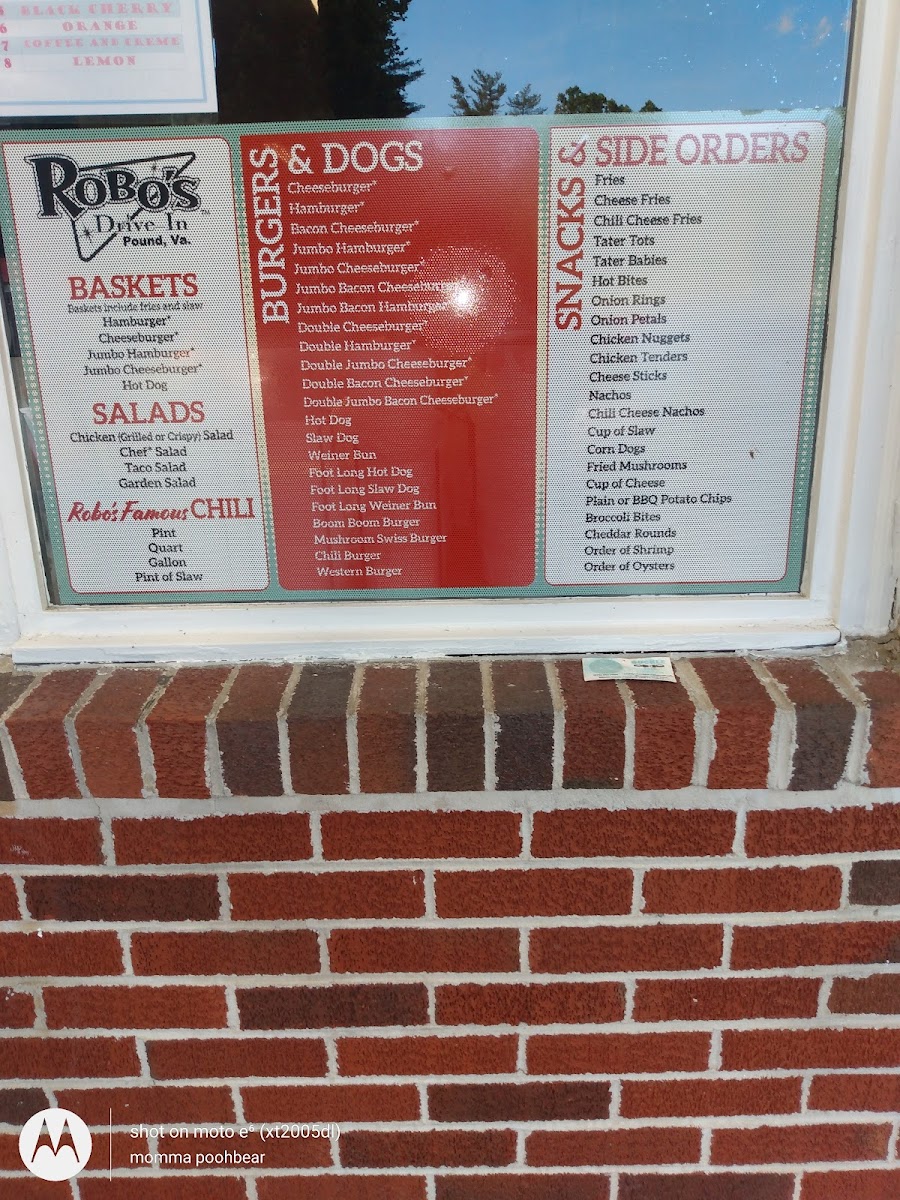 BLACK CHERRY
6 ORANGE
7 COFFEE AND CREME
8 LEMON
ROBO'S
Drive In
Pound, Va.
BASKETS
Baskets include fries and slaw
Hamburger*
Cheeseburger*
Jumbo Hamburger*
Jumbo Cheeseburger*
Hot Dog
SALADS
Chicken (Grilled or Crispy) Salad
Chef* Salad
Taco Salad
Garden Salad
Robo's Famous CHILI
Pint
Quart
Gallon
Pint of Slaw
BURGERS & DOGS
Cheeseburger*
Hamburger*
Bacon Cheeseburger*
Jumbo Hamburger*
Jumbo Cheeseburger*
Jumbo Bacon Cheeseburger
Jumbo Bacon Hamburger
Double Cheeseburger*
Double Hamburger*
Double Jumbo Cheeseburger*
Double Bacon Cheeseburger*
Double Jumbo Bacon Cheeseburger*
Hot Dog
Slaw Dog
Weiner Bun
Foot Long Hot Dog
Foot Long Slaw Dog
Foot Long Weiner Bun
Boom Boom Burger
Mushroom Swiss Burger
Chili Burger
Western Burger
SNACKS & SIDE ORDERS
Fries
Cheese Fries
Chili Cheese Fries
Tater Tots
Tater Babies
Hot Bites
Onion Rings
Onion Petals
Chicken Nuggets
Chicken Tenders
Cheese Sticks
Nachos
Chili Cheese Nachos
Cup of Slaw
Corn Dogs
Fried Mushrooms
Cup of Cheese
Plain or BBQ Potato Chips
Broccoli Bites
Cheddar Rounds
Order of Shrimp
Order of Oysters
shot on moto e⁶ (xt2005dl)
momma poohbear